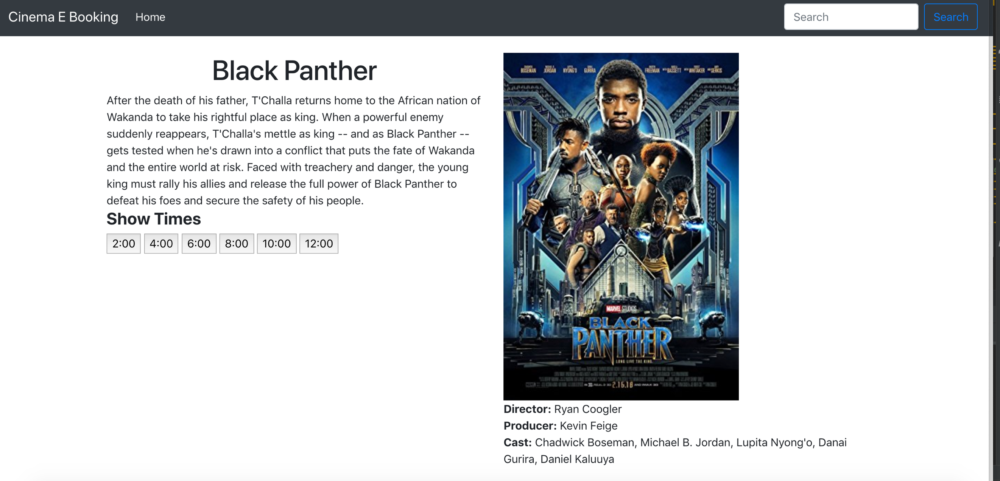 Cinema E Booking Home Search Search
Black Panther
After the death of his father, T'Challa returns home to the African nation of
Wakanda to take his rightful place as king. When a powerful enemy
suddenly reappears, T'Challa's mettle as king -- and as Black Panther --
gets tested when he's drawn into a conflict that puts the fate of Wakanda
and the entire world at risk. Faced with treachery and danger, the young
king must rally his allies and release the full power of Black Panther to
defeat his foes and secure the safety of his people.
Show Times
2:00 4:00 6:00 8:00 10:00 12:00
BOSEMAN JORDAN NYONG'O GURIRA FREEMAN BASSETT WHITAKER SERKIS
MARVEL STUDIOS
BLACK
PANTHER
LONG LIVE THE KING
2.16.18
Director: Ryan Coogler
Producer: Kevin Feige
Cast: Chadwick Boseman, Michael B. Jordan, Lupita Nyong'o, Danai
Gurira, Daniel Kaluuya